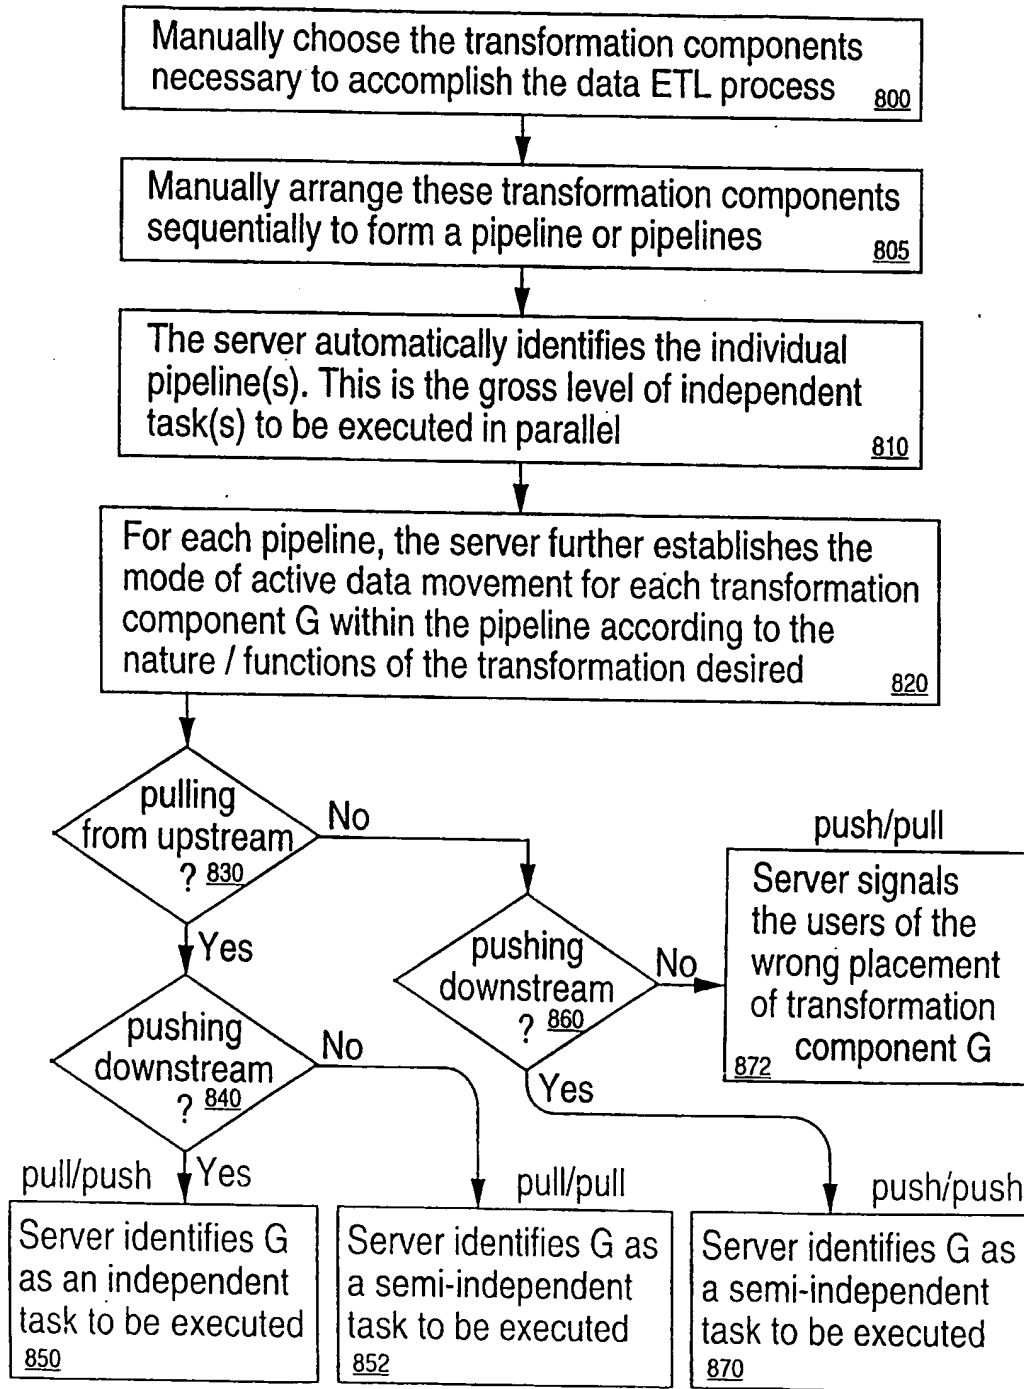 Manually choose the transformation components
necessary to accomplish the data ETL process 800
Manually arrange these transformation components
sequentially to form a pipeline or pipelines 805
The server automatically identifies the individual
pipeline(s). This is the gross level of independent
task(s) to be executed in parallel 810
For each pipeline, the server further establishes the
mode of active data movement for each transformation
component G within the pipeline according to the
nature / functions of the transformation desired 820
pulling
from upstream
? 830
No
Yes
pushing
downstream
? 860
No
Yes
push/pull
Server signals
the users of the
wrong placement
of transformation
component G
872
pushing
downstream
? 840
No
Yes
pull/push
Server identifies G
as an independent
task to be executed
850
pull/pull
Server identifies G as
a semi-independent
task to be executed
852
push/push
Server identifies G as
a semi-independent
task to be executed
870